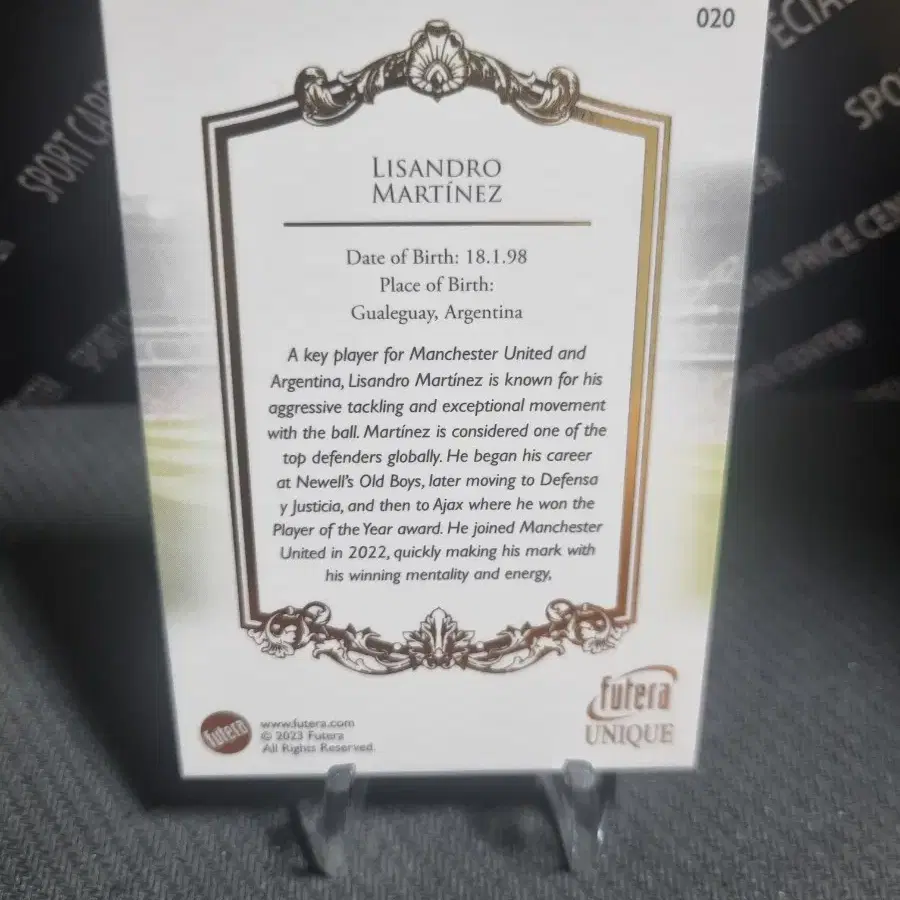 020
LISANDRO
MARTÍNEZ
Date of Birth: 18.1.98
Place of Birth:
Gualeguay, Argentina
A key player for Manchester United and
Argentina, Lisandro Martínez is known for his
aggressive tackling and exceptional movement
with the ball. Martínez is considered one of the
top defenders globally. He began his career
at Newell's Old Boys, later moving to Defensa
y Justicia, and then to Ajax where he won the
Player of the Year award. He joined Manchester
United in 2022, quickly making his mark with
his winning mentality and energy,
futera
UNIQUE
futera
www.futera.com
© 2023 Futera
All Rights Reserved.
SPORT CARD
PRICE CEN